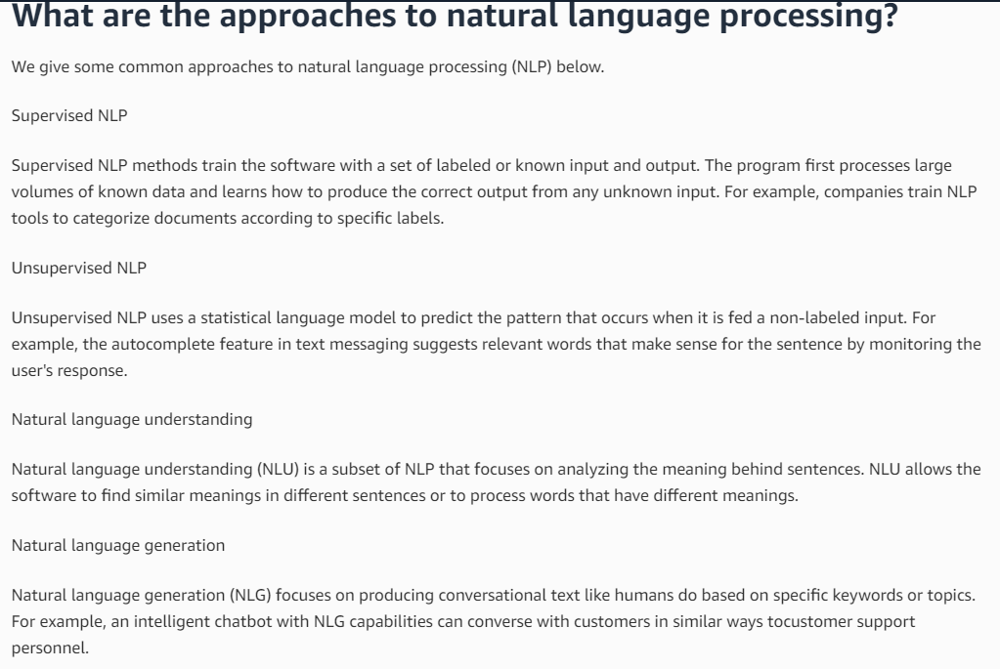 What are the approaches to natural language processing?
We give some common approaches to natural language processing (NLP) below.
Supervised NLP
Supervised NLP methods train the software with a set of labeled or known input and output. The program first processes large
volumes of known data and learns how to produce the correct output from any unknown input. For example, companies train NLP
tools to categorize documents according to specific labels.
Unsupervised NLP
Unsupervised NLP uses a statistical language model to predict the pattern that occurs when it is fed a non-labeled input. For
example, the autocomplete feature in text messaging suggests relevant words that make sense for the sentence by monitoring the
user's response.
Natural language understanding
Natural language understanding (NLU) is a subset of NLP that focuses on analyzing the meaning behind sentences. NLU allows the
software to find similar meanings in different sentences or to process words that have different meanings.
Natural language generation
Natural language generation (NLG) focuses on producing conversational text like humans do based on specific keywords or topics.
For example, an intelligent chatbot with NLG capabilities can converse with customers in similar ways tocustomer support
personnel.